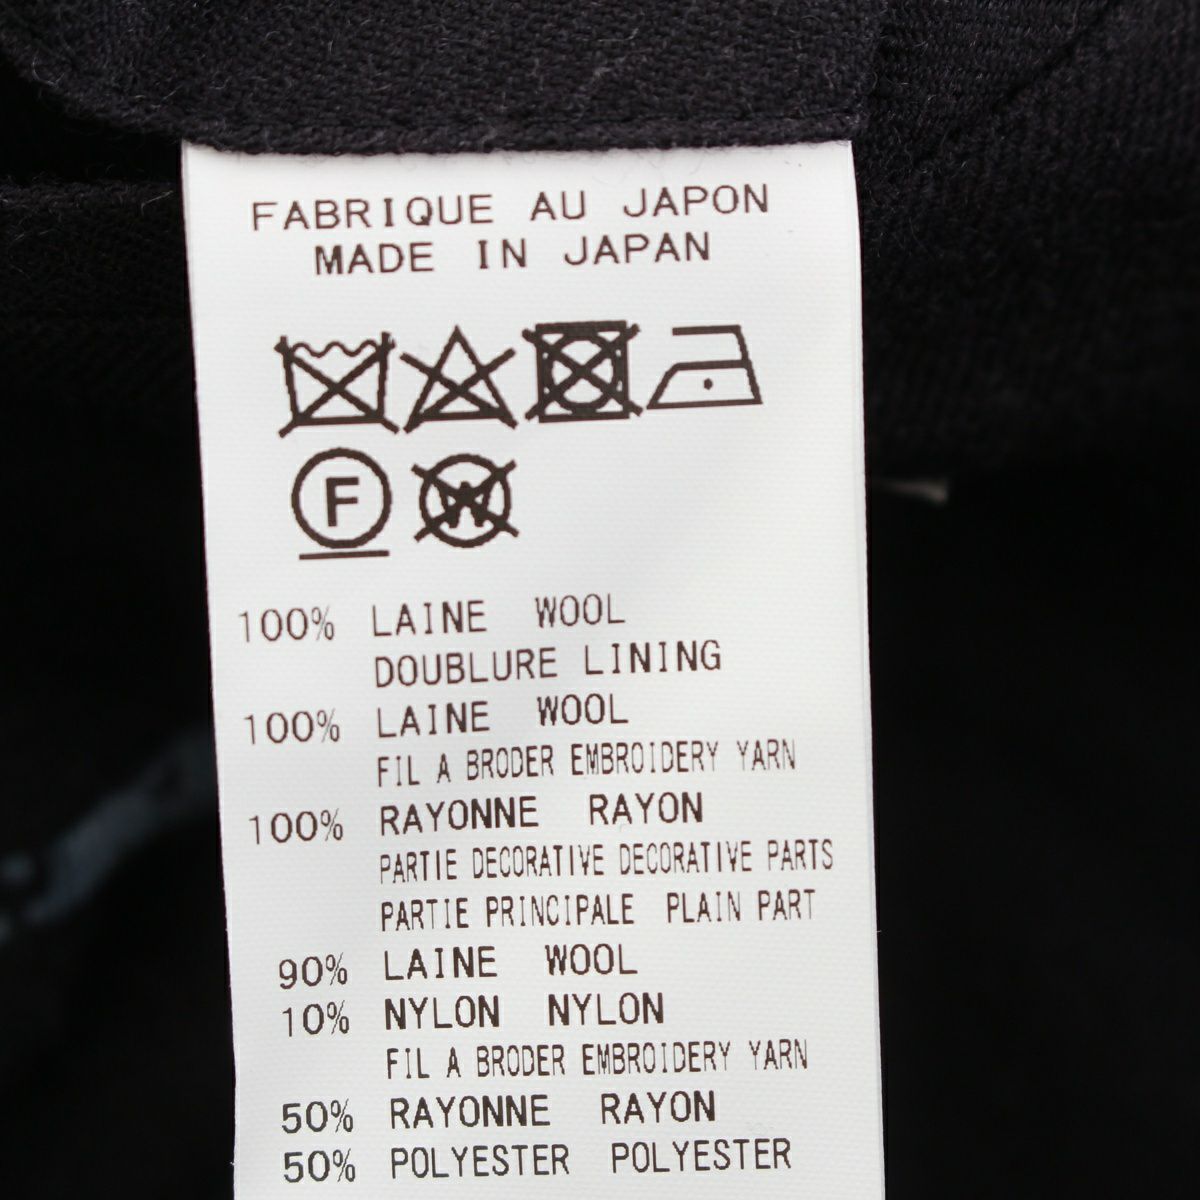 FABRIQUE AU JAPON
MADE IN JAPAN
F
W
100% LAINE WOOL
DOUBLURE LINING
100% LAINE WOOL
FIL A BRODER EMBROIDERY YARN
100% RAYONNE RAYON
PARTIE DECORATIVE DECORATIVE PARTS
PARTIE PRINCIPALE PLAIN PART
90% LAINE WOOL
10% NYLON NYLON
FIL A BRODER EMBROIDERY YARN
50% RAYONNE RAYON
50% POLYESTER POLYESTER